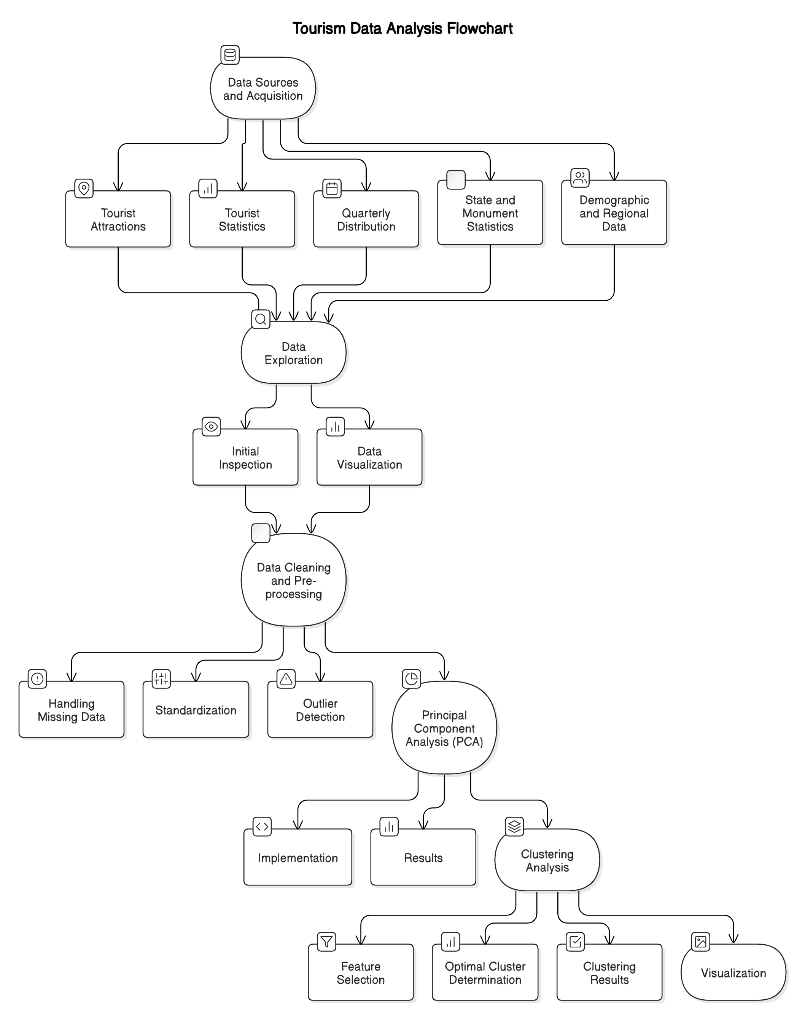 Tourism Data Analysis Flowchart
Data Sources
and Acquisition
Tourist
Attractions
Tourist
Statistics
Quarterly
Distribution
State and
Monument
Statistics
Demographic
and Regional
Data
Data
Exploration
Initial
Inspection
Data
Visualization
Data Cleaning
and Pre-
processing
Handling
Missing Data
Standardization
Outlier
Detection
Principal
Component
Analysis (PCA)
Implementation
Results
Clustering
Analysis
Feature
Selection
Optimal Cluster
Determination
Clustering
Results
Visualization